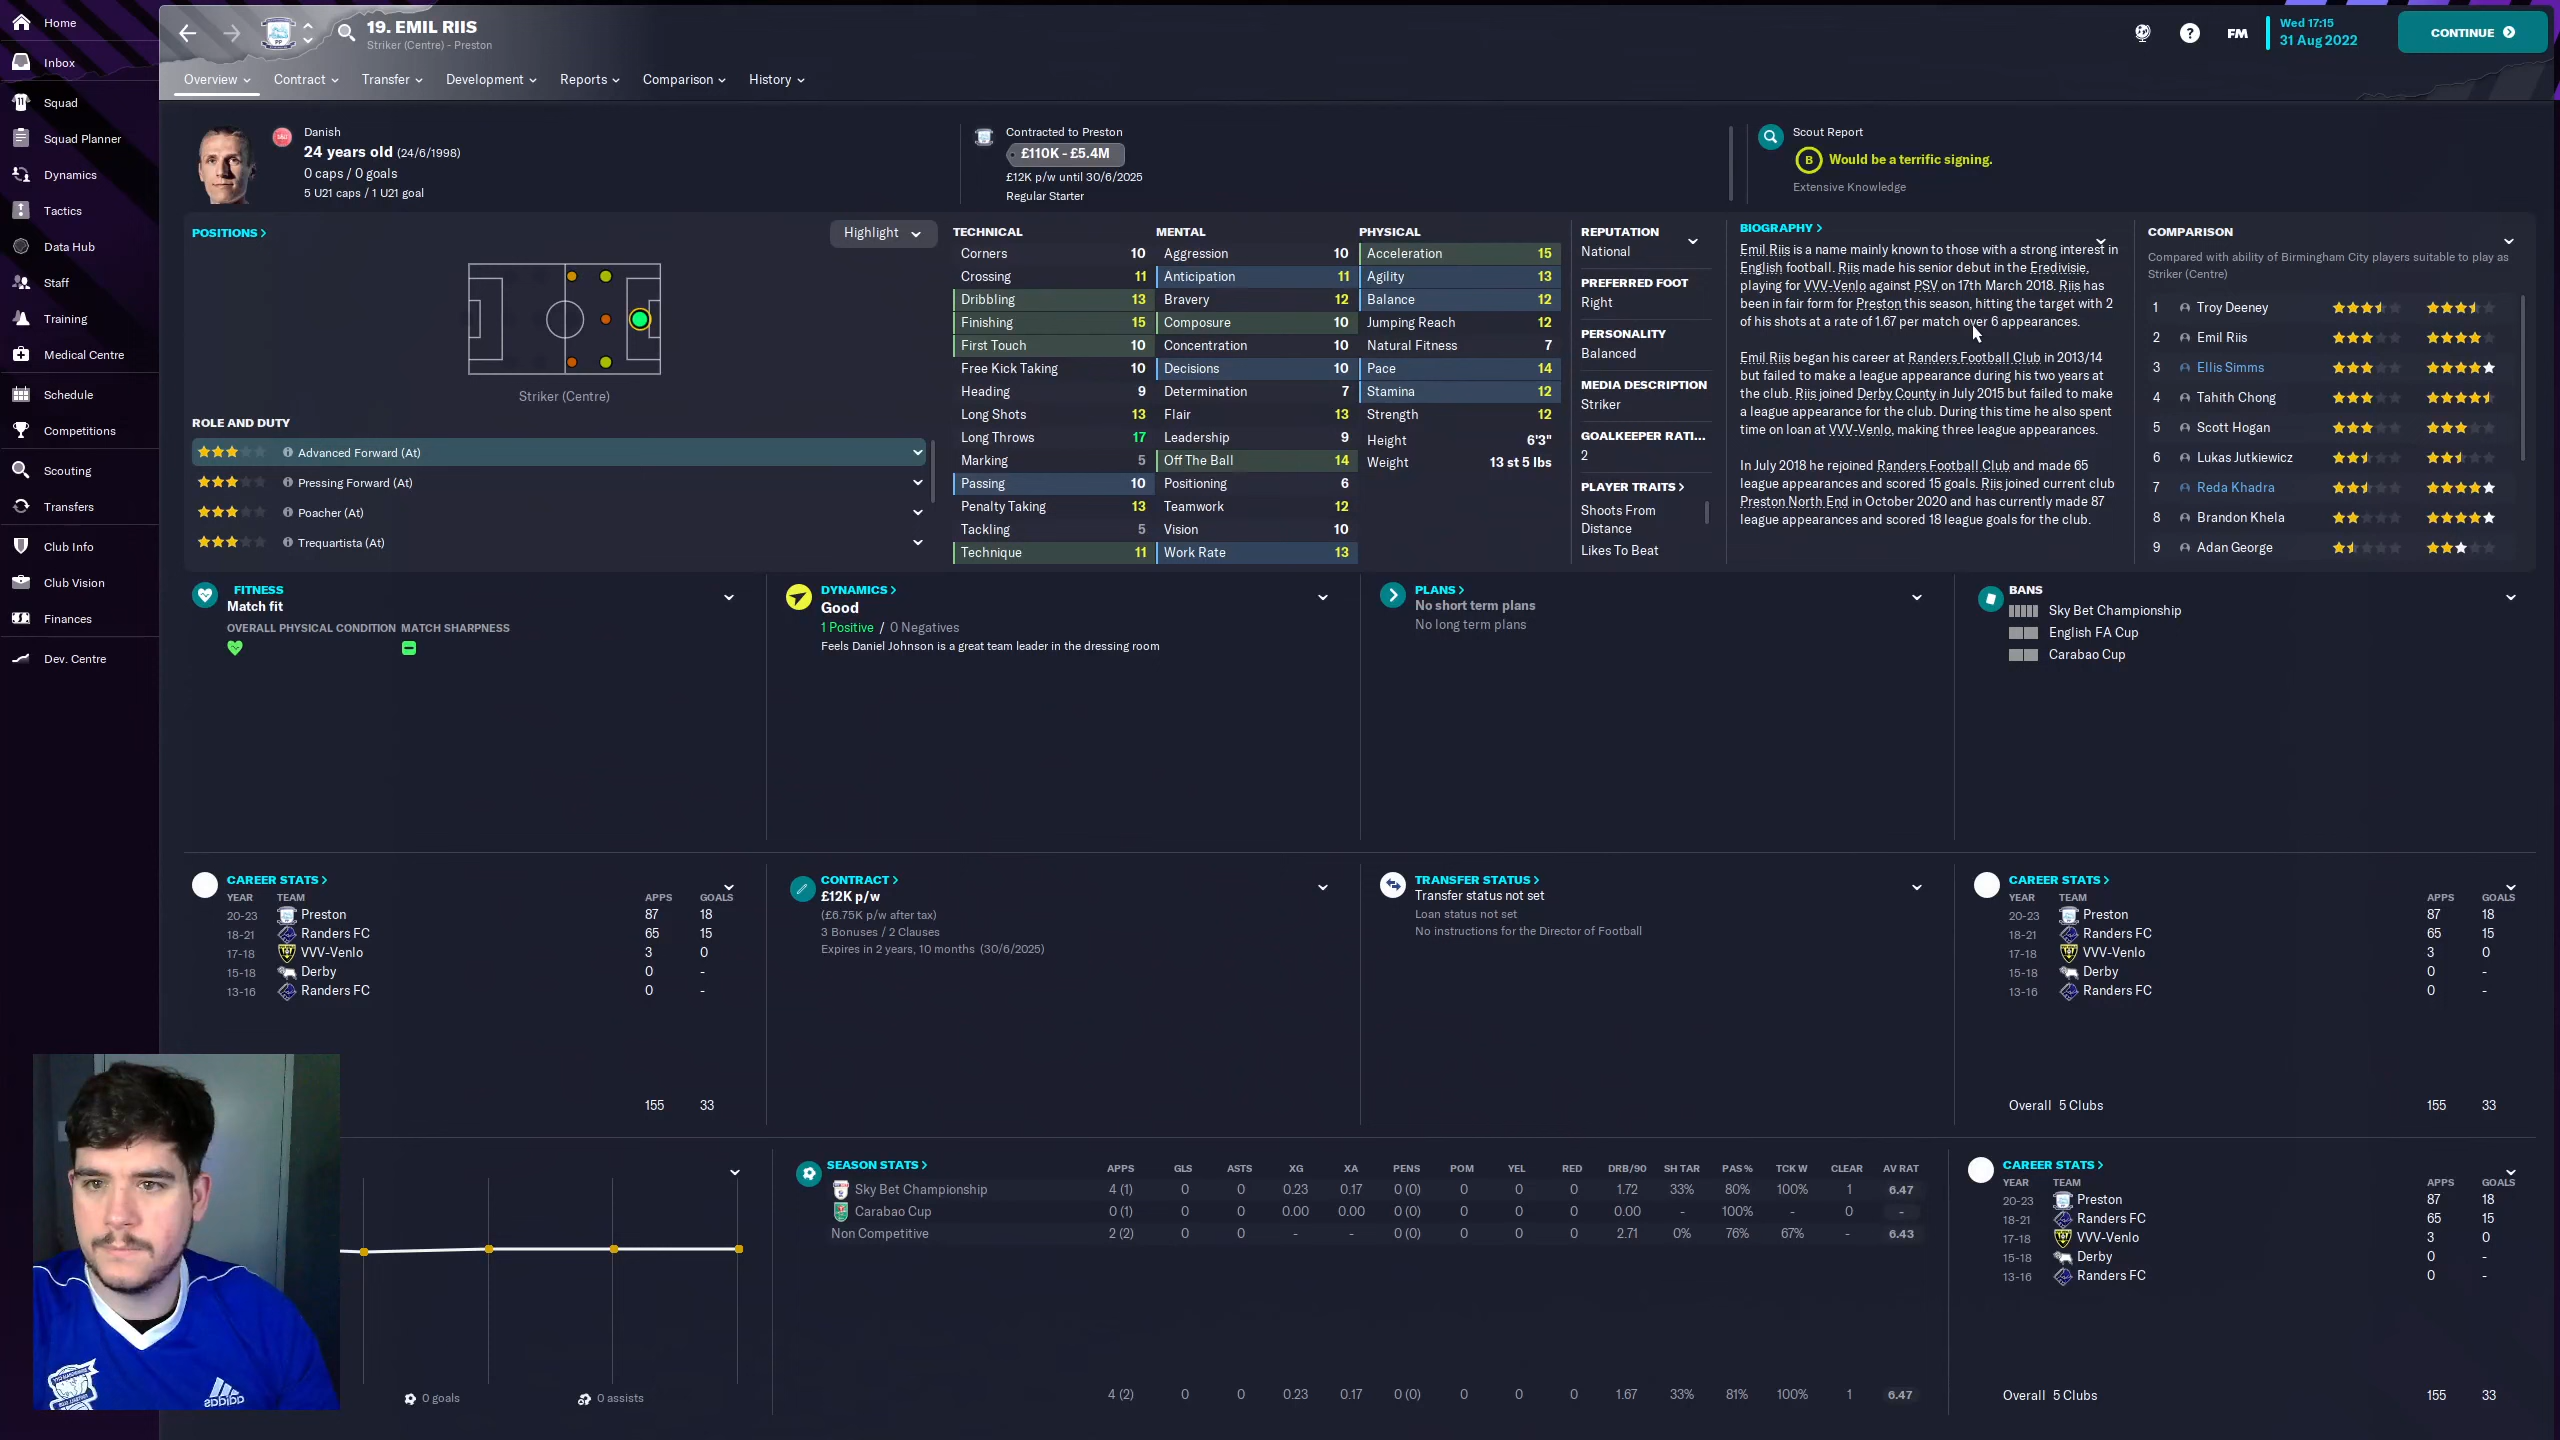 Home
Inbox
Squad
Squad Planner
Dynamics
Tactics
Data Hub
Staff
Training
Medical Centre
Schedule
Competitions
Scouting
Transfers
Club Info
Club Vision
Finances
Dev. Centre
19. EMIL RIIS
Striker (Centre) - Preston
FM
Wed 17:15
31 Aug 2022
CONTINUE
Overview
Contract
Transfer
Development
Reports
Comparison
History
Danish
24 years old (24/6/1998)
0 caps / 0 goals
5 U21 caps / 1 U21 goal
Contracted to Preston
£110K - £5.4M
£12K p/w until 30/6/2025
Regular Starter
Scout Report
B Would be a terrific signing.
Extensive Knowledge
POSITIONS
Highlight
Striker (Centre)
ROLE AND DUTY
Advanced Forward (At)
Pressing Forward (At)
Poacher (At)
Trequartista (At)
TECHNICAL
Corners 10
Crossing 11
Dribbling 13
Finishing 15
First Touch 10
Free Kick Taking 10
Heading 9
Long Shots 13
Long Throws 17
Marking 5
Passing 10
Penalty Taking 13
Tackling 5
Technique 11
MENTAL
Aggression 10
Anticipation 11
Bravery 12
Composure 10
Concentration 10
Decisions 10
Determination 7
Flair 13
Leadership 9
Off The Ball 14
Positioning 6
Teamwork 12
Vision 10
Work Rate 13
PHYSICAL
Acceleration 15
Agility 13
Balance 12
Jumping Reach 12
Natural Fitness 7
Pace 14
Stamina 12
Strength 12
Height 6'3"
Weight 13 st 5 lbs
REPUTATION
National
PREFERRED FOOT
Right
PERSONALITY
Balanced
MEDIA DESCRIPTION
Striker
GOALKEEPER RATI...
2
PLAYER TRAITS
Shoots From
Distance
Likes To Beat
BIOGRAPHY
Emil Riis is a name mainly known to those with a strong interest in
English football. Riis made his senior debut in the Eredivisie,
playing for VVV-Venlo against PSV on 17th March 2018. Riis has
been in fair form for Preston this season, hitting the target with 2
of his shots at a rate of 1.67 per match over 6 appearances.
Emil Riis began his career at Randers Football Club in 2013/14
but failed to make a league appearance during his two years at
the club. Riis joined Derby County in July 2015 but failed to make
a league appearance for the club. During this time he also spent
time on loan at VVV-Venlo, making three league appearances.
In July 2018 he rejoined Randers Football Club and made 65
league appearances and scored 15 goals. Riis joined current club
Preston North End in October 2020 and has currently made 87
league appearances and scored 18 league goals for the club.
COMPARISON
Compared with ability of Birmingham City players suitable to play as
Striker (Centre)
1 Troy Deeney
2 Emil Riis
3 Ellis Simms
4 Tahith Chong
5 Scott Hogan
6 Lukas Jutkiewicz
7 Reda Khadra
8 Brandon Khela
9 Adan George
FITNESS
Match fit
OVERALL PHYSICAL CONDITION MATCH SHARPNESS
DYNAMICS
Good
1 Positive / 0 Negatives
Feels Daniel Johnson is a great team leader in the dressing room
PLANS
No short term plans
No long term plans
BANS
Sky Bet Championship
English FA Cup
Carabao Cup
CAREER STATS
YEAR TEAM APPS GOALS
20-23 Preston 87 18
18-21 Randers FC 65 15
17-18 VVV-Venlo 3 0
15-18 Derby 0 -
13-16 Randers FC 0 -
155 33
CONTRACT
£12K p/w
(£6.75K p/w after tax)
3 Bonuses / 2 Clauses
Expires in 2 years, 10 months (30/6/2025)
TRANSFER STATUS
Transfer status not set
Loan status not set
No instructions for the Director of Football
CAREER STATS
YEAR TEAM APPS GOALS
20-23 Preston 87 18
18-21 Randers FC 65 15
17-18 VVV-Venlo 3 0
15-18 Derby 0 -
13-16 Randers FC 0 -
Overall 5 Clubs 155 33
0 goals
0 assists
SEASON STATS APPS GLS ASTS XG XA PENS POM YEL RED DRB/90 SH TAR PAS % TCK W CLEAR AV RAT
Sky Bet Championship 4 (1) 0 0 0.23 0.17 0 (0) 0 0 0 1.72 33% 80% 100% 1 6.47
Carabao Cup 0 (1) 0 0 0.00 0.00 0 (0) 0 0 0 0.00 - 100% - 0 -
Non Competitive 2 (2) 0 0 - - 0 (0) 0 0 0 2.71 0% 76% 67% - 6.43
4 (2) 0 0 0.23 0.17 0 (0) 0 0 0 1.67 33% 81% 100% 1 6.47
CAREER STATS
YEAR TEAM APPS GOALS
20-23 Preston 87 18
18-21 Randers FC 65 15
17-18 VVV-Venlo 3 0
15-18 Derby 0 -
13-16 Randers FC 0 -
Overall 5 Clubs 155 33
adidas